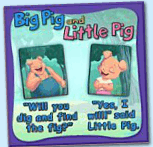 Big Pig and
Little Pig
"Will you
dig and find
the fig?"
"Yes, I
will!" said
Little Pig.